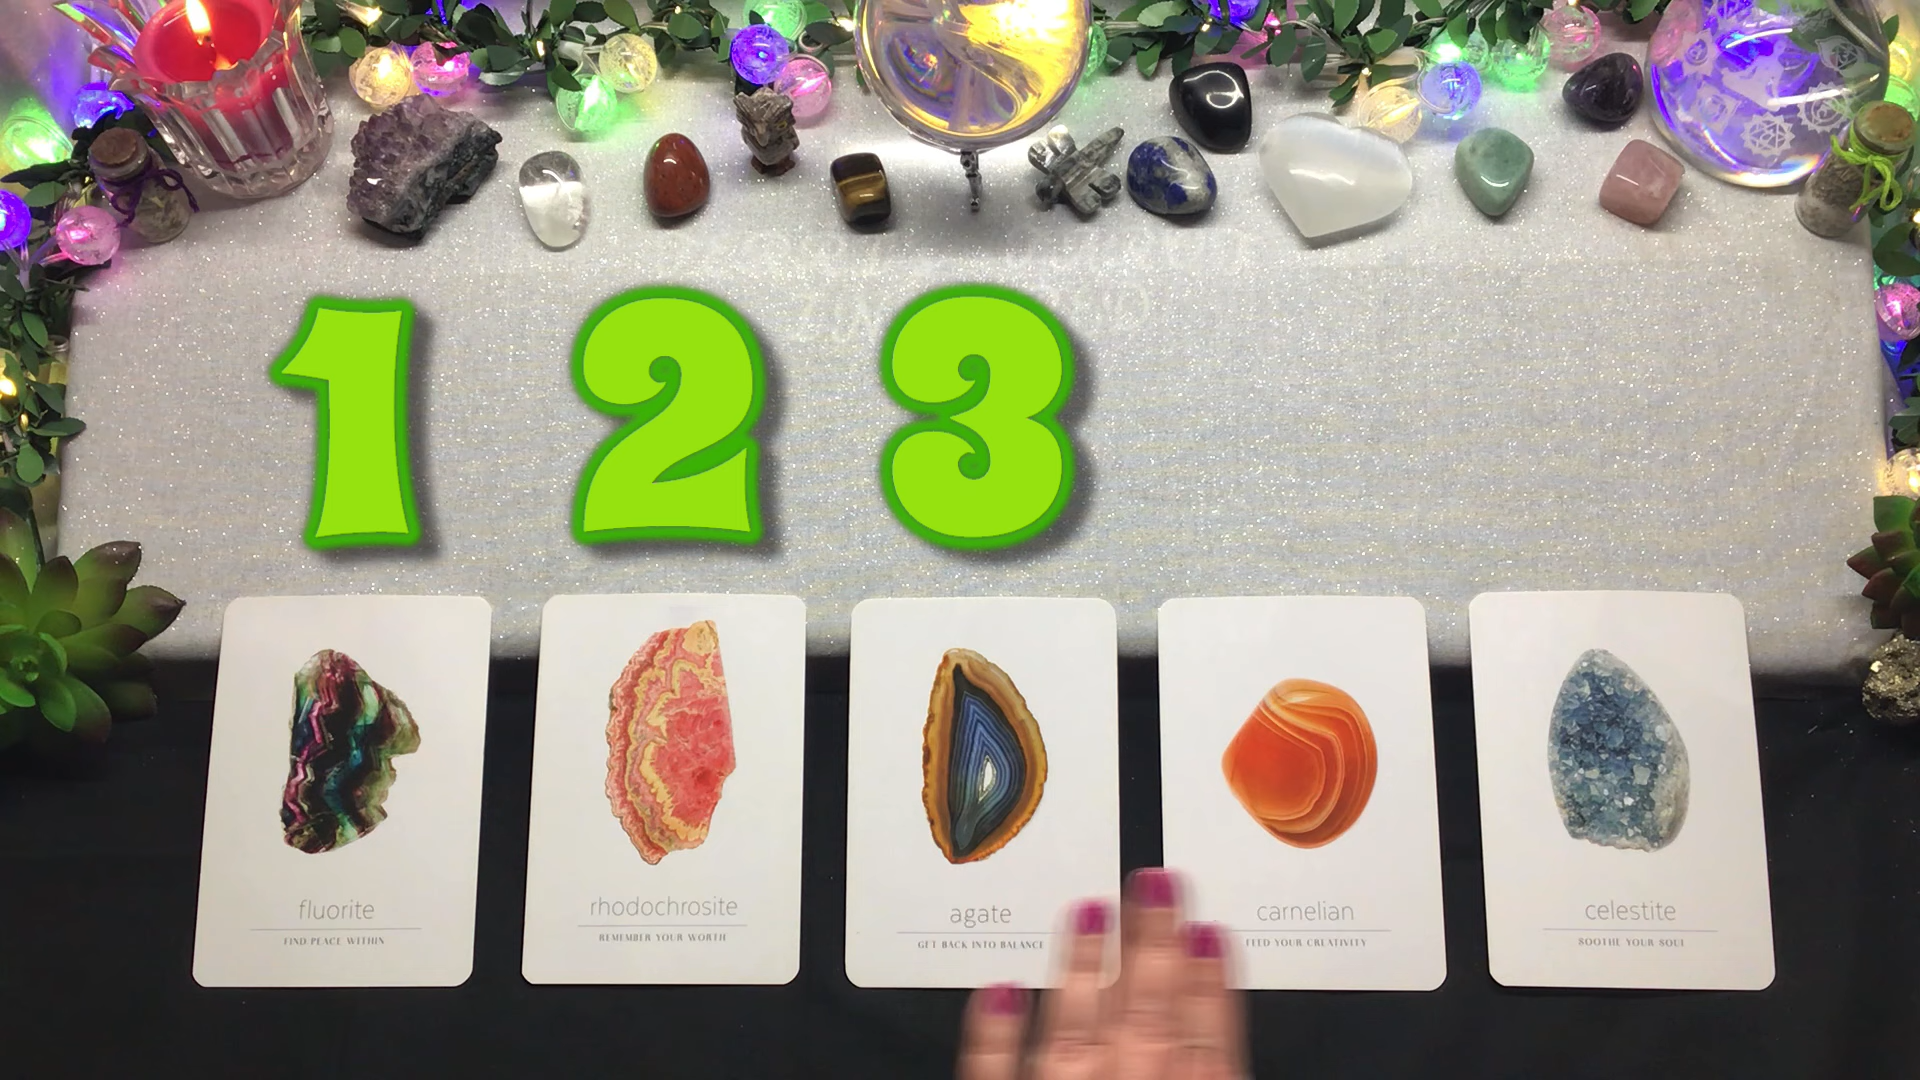 1 2 3
fluorite
FIND PEACE WITHIN
rhodochrosite
REMEMBER YOUR WORTH
agate
GET BACK INTO BALANCE
carnelian
FEED YOUR CREATIVITY
celestite
SOOTHE YOUR SOUL